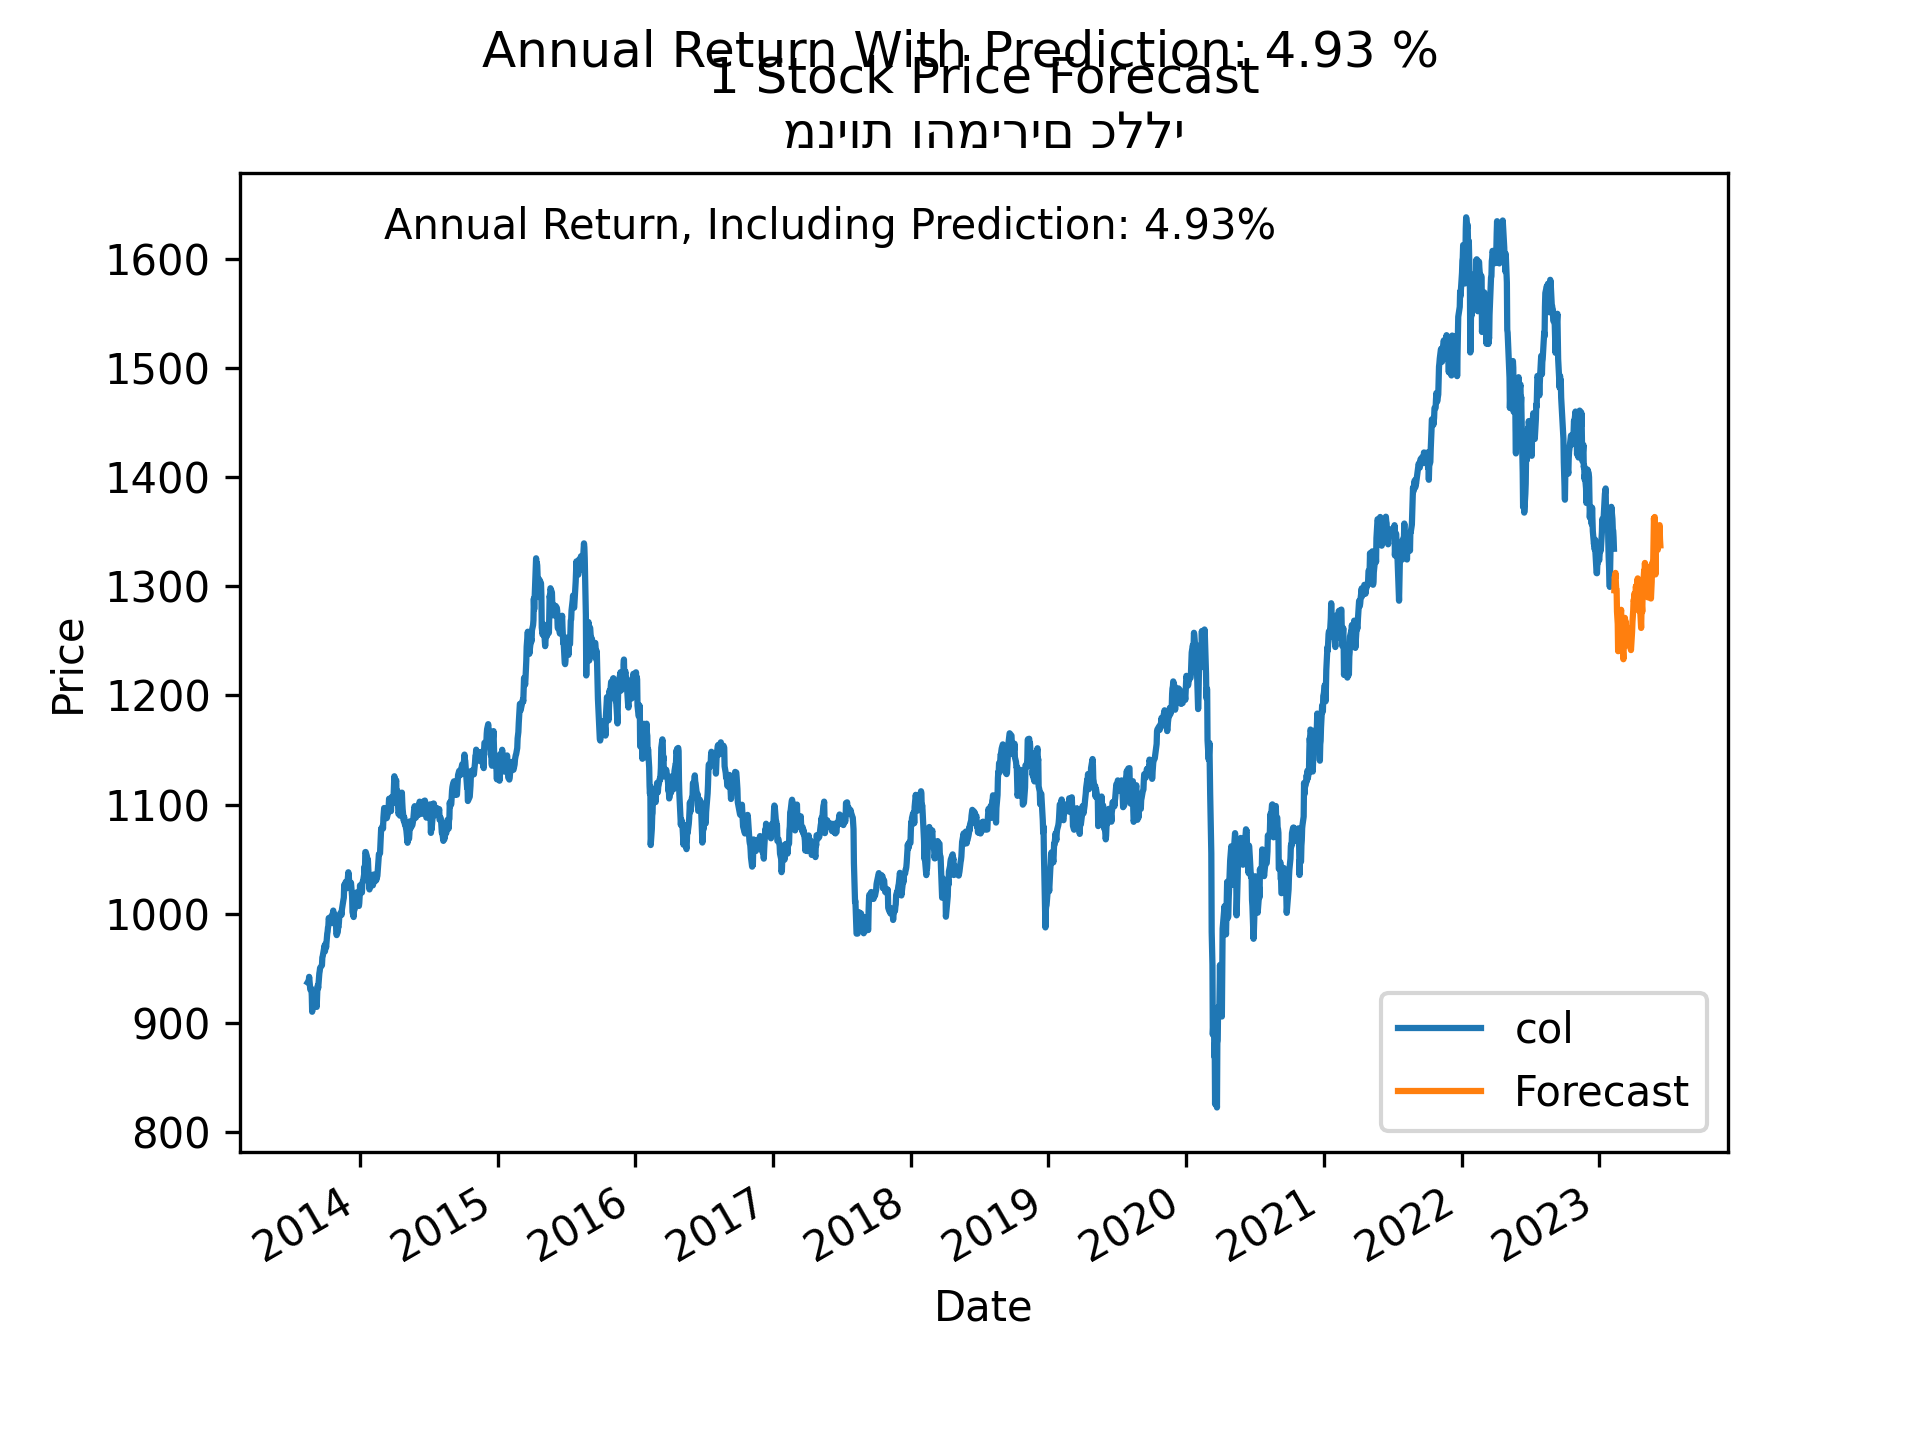 Annual Return With Prediction: 4.93 %
1 Stock Price Forecast
מניות והמירים כללי
Annual Return, Including Prediction: 4.93%
Price
1600
1500
1400
1300
1200
1100
1000
900
800
col
Forecast
2014 2015 2016 2017 2018 2019 2020 2021 2022 2023
Date